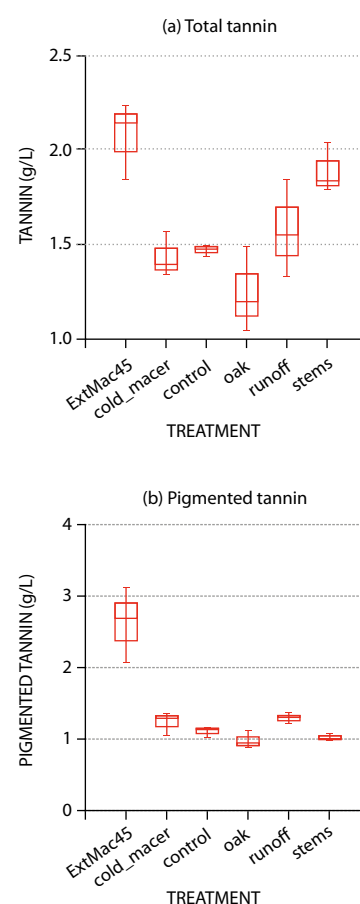 (a) Total tannin
2.5
2.0
1.5
1.0
TANNIN (g/L)
ExtMac45
cold_macer
control
oak
runoff
stems
TREATMENT
(b) Pigmented tannin
4
3
2
1
0
PIGMENTED TANNIN (g/L)
ExtMac45
cold_macer
control
oak
runoff
stems
TREATMENT